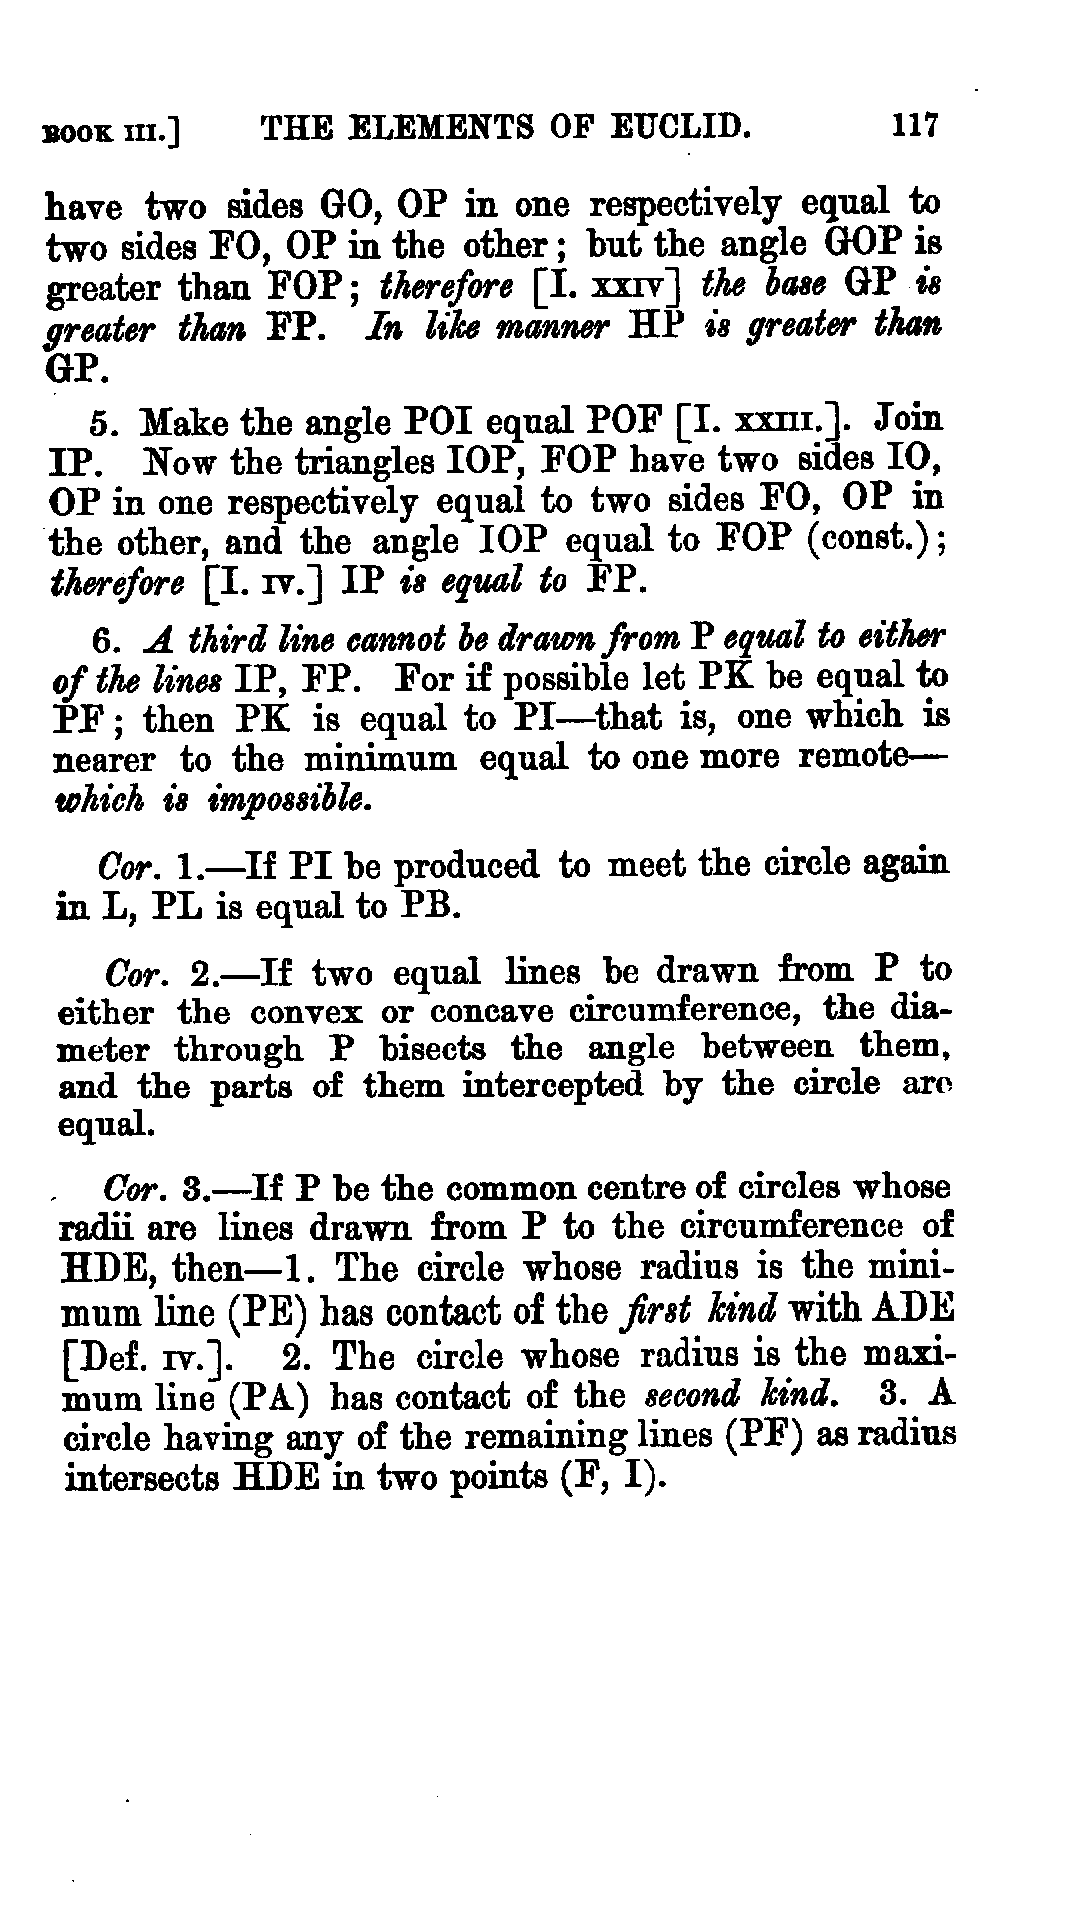 BOOK III.] THE ELEMENTS OF EUCLID. 117
have two sides GO, OP in one respectively equal to
two sides FO, OP in the other; but the angle GOP is
greater than FOP; therefore [I. XXIV] the base GP is
greater than FP. In like manner HP is greater than
GP.
5. Make the angle POI equal POF [I. XXIII.]. Join
IP. Now the triangles IOP, FOP have two sides IO,
OP in one respectively equal to two sides FO, OP in
the other, and the angle IOP equal to FOP (const.);
therefore [I. IV.] IP is equal to FP.
6. A third line cannot be drawn from P equal to either
of the lines IP, FP. For if possible let PK be equal to
PF; then PK is equal to PI—that is, one which is
nearer to the minimum equal to one more remote—
which is impossible.
Cor. 1.—If PI be produced to meet the circle again
in L, PL is equal to PB.
Cor. 2.—If two equal lines be drawn from P to
either the convex or concave circumference, the dia-
meter through P bisects the angle between them,
and the parts of them intercepted by the circle are
equal.
Cor. 3.—If P be the common centre of circles whose
radii are lines drawn from P to the circumference of
HDE, then—1. The circle whose radius is the mini-
mum line (PE) has contact of the first kind with ADE
[Def. IV.]. 2. The circle whose radius is the maxi-
mum line (PA) has contact of the second kind. 3. A
circle having any of the remaining lines (PF) as radius
intersects HDE in two points (F, I).